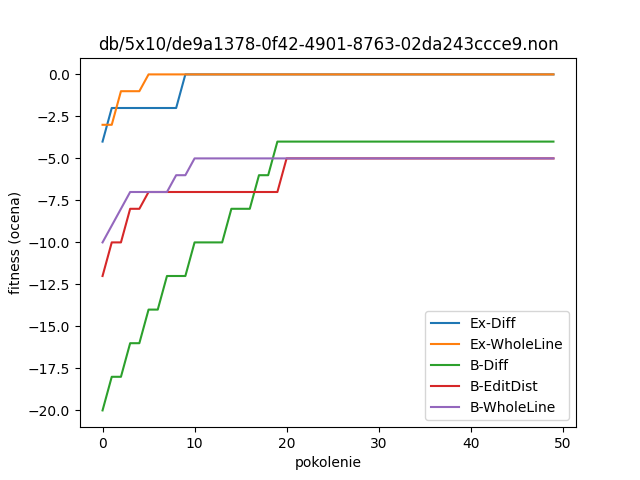 db/5x10/de9a1378-0f42-4901-8763-02da243ccce9.non
0.0
−2.5
−5.0
−7.5
−10.0
−12.5
−15.0
−17.5
−20.0
fitness (ocena)
Ex-Diff
Ex-WholeLine
B-Diff
B-EditDist
B-WholeLine
0
10
20
30
40
50
pokolenie